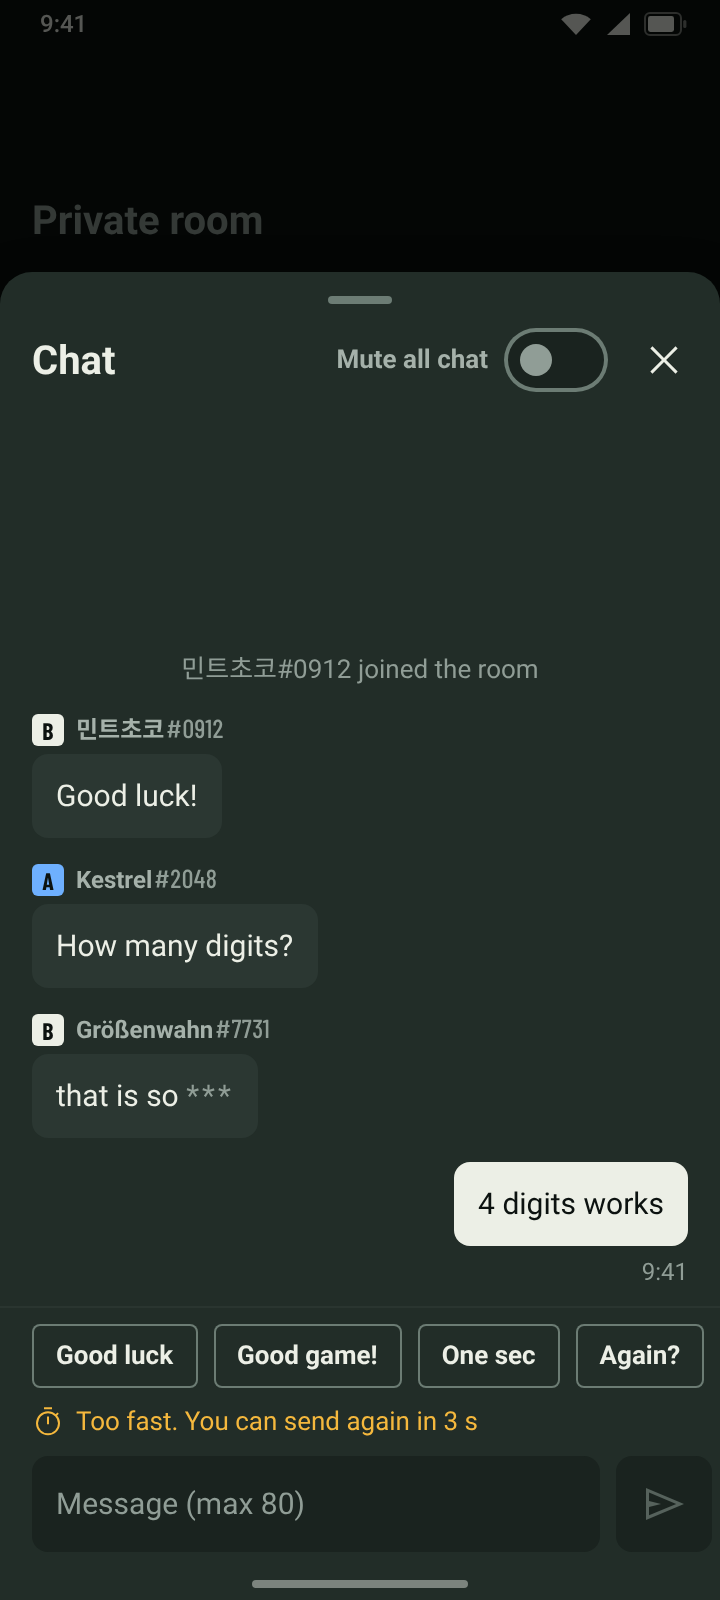 9:41
Private room
Chat
Mute all chat
민트초코#0912 joined the room
B 민트초코#0912
Good luck!
A Kestrel#2048
How many digits?
B Größenwahn#7731
that is so ***
4 digits works
9:41
Good luck Good game! One sec Again?
Too fast. You can send again in 3 s
Message (max 80)